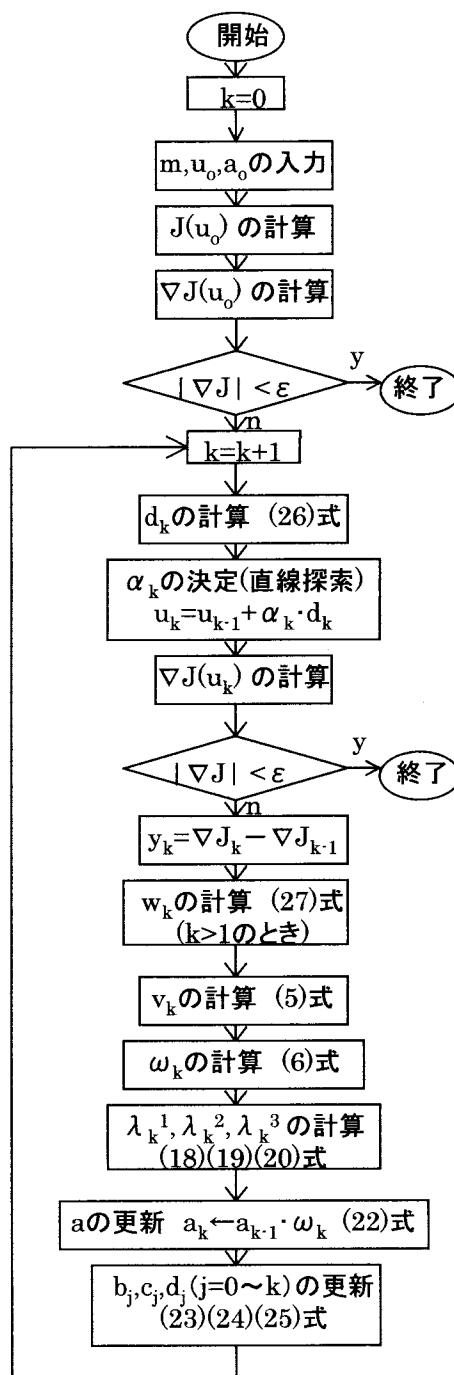 開始
k=0
m,u₀,a₀の入力
J(u₀) の計算
∇J(u₀) の計算
|∇J| <ε
y
終了
n
k=k+1
dₖの計算 (26)式
αₖの決定(直線探索)
uₖ=uₖ₋₁+αₖ·dₖ
∇J(uₖ) の計算
|∇J| <ε
y
終了
n
yₖ=∇Jₖ−∇Jₖ₋₁
wₖの計算 (27)式
(k>1のとき)
vₖの計算 (5)式
ωₖの計算 (6)式
λₖ¹,λₖ²,λₖ³の計算
(18)(19)(20)式
aの更新 aₖ←aₖ₋₁·ωₖ (22)式
bⱼ,cⱼ,dⱼ(j=0~k)の更新
(23)(24)(25)式